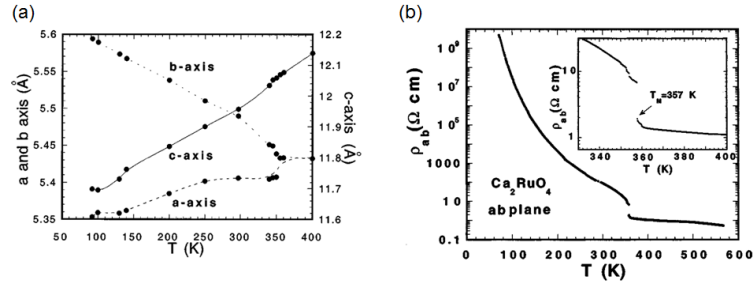 (a)
5.6
5.55
5.5
5.45
5.4
5.35
a and b axis (Å)
b-axis
c-axis
a-axis
12.2
12.1
12
11.9
11.8
11.7
11.6
c-axis (Å)
50 100 150 200 250 300 350 400
T (K)
(b)
10⁹
10⁷
10⁵
1000
10
0.1
ρab(Ω cm)
Ca2RuO4
abplane
0 100 200 300 400 500 600
T (K)
10
1
ρab(Ω cm)
TN=357 K
340 360 380 400
T (K)